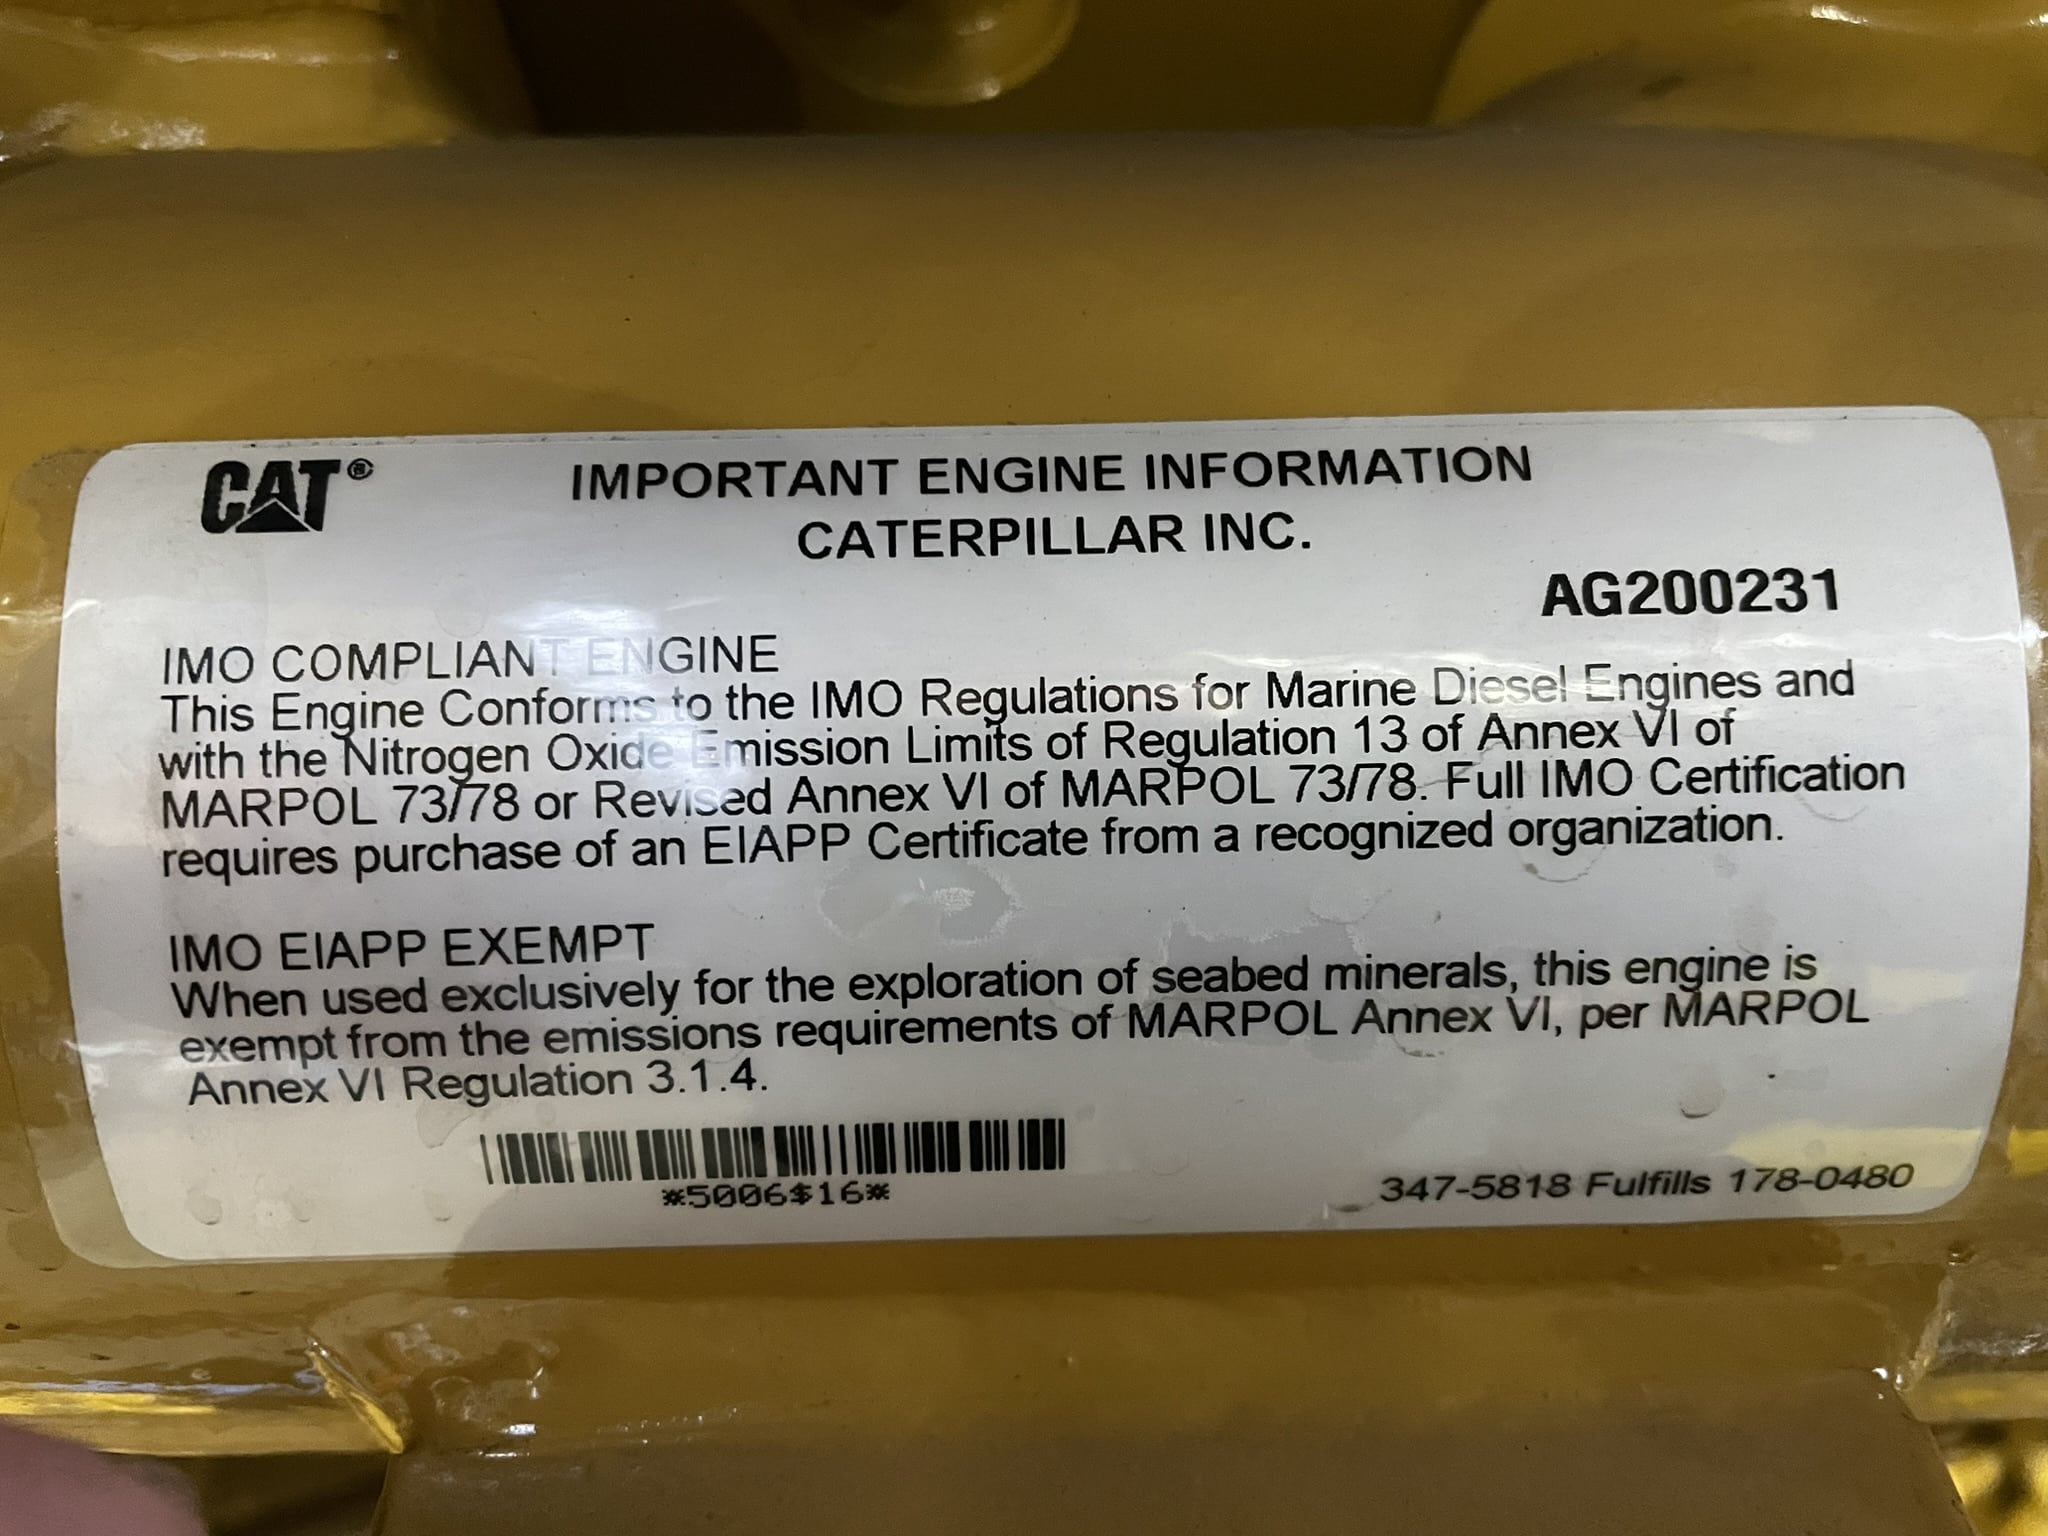 CAT®
IMPORTANT ENGINE INFORMATION
CATERPILLAR INC.
AG200231
IMO COMPLIANT ENGINE
This Engine Conforms to the IMO Regulations for Marine Diesel Engines and
with the Nitrogen Oxide Emission Limits of Regulation 13 of Annex VI of
MARPOL 73/78 or Revised Annex VI of MARPOL 73/78. Full IMO Certification
requires purchase of an EIAPP Certificate from a recognized organization.
IMO EIAPP EXEMPT
When used exclusively for the exploration of seabed minerals, this engine is
exempt from the emissions requirements of MARPOL Annex VI, per MARPOL
Annex VI Regulation 3.1.4.
*5006$16*
347-5818 Fulfills 178-0480